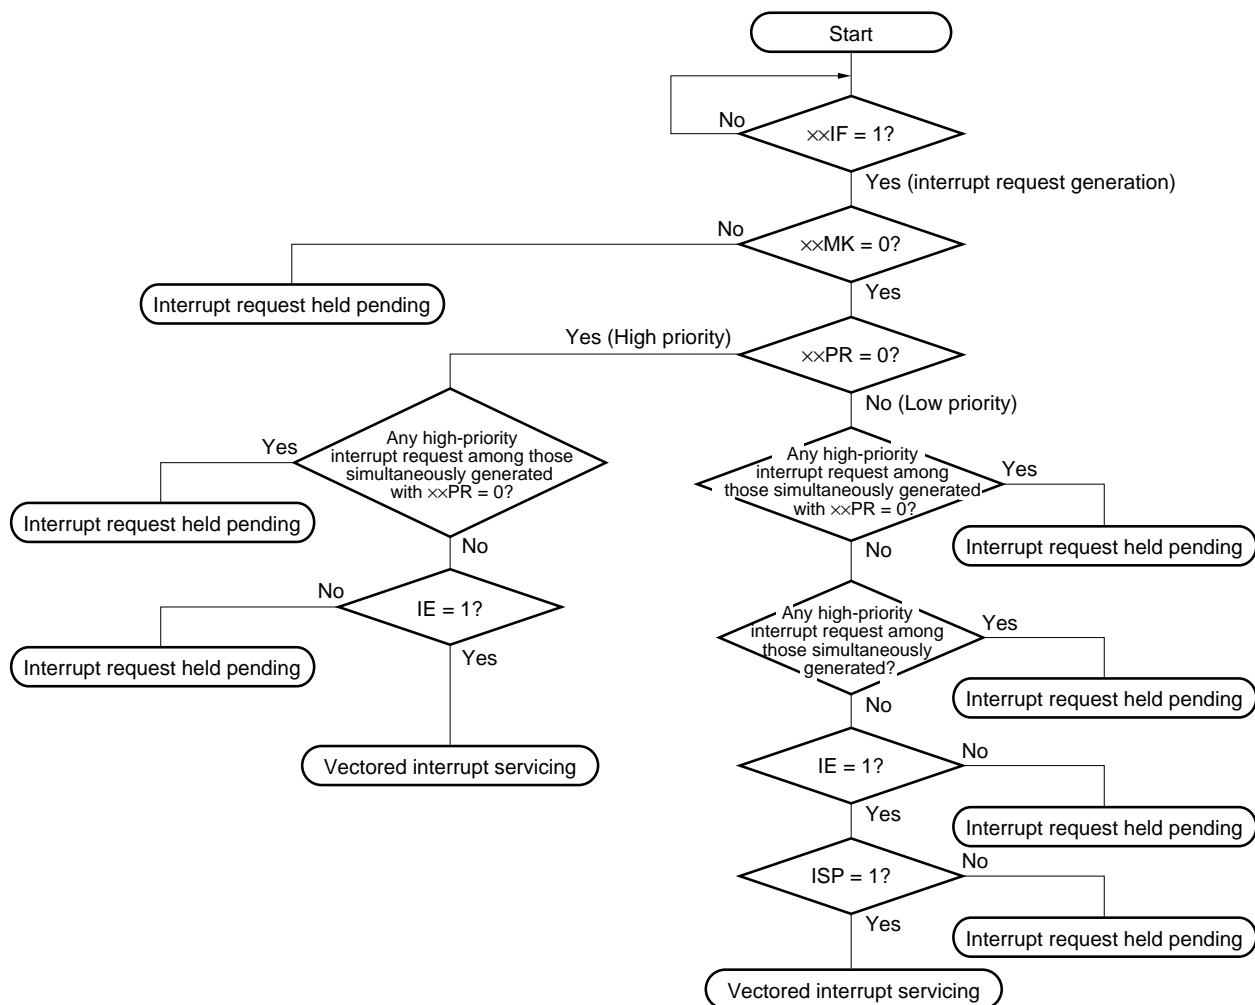 Start
No
××IF = 1?
Yes (interrupt request generation)
No
××MK = 0?
Interrupt request held pending
Yes
Yes (High priority)
××PR = 0?
No (Low priority)
Yes
Any high-priority
interrupt request among those
simultaneously generated
with ××PR = 0?
Interrupt request held pending
No
No
IE = 1?
Interrupt request held pending
Yes
Vectored interrupt servicing
Any high-priority
interrupt request among
those simultaneously generated
with ××PR = 0?
Yes
Interrupt request held pending
No
Any high-priority
interrupt request among
those simultaneously
generated?
Yes
Interrupt request held pending
No
IE = 1?
No
Interrupt request held pending
Yes
ISP = 1?
No
Interrupt request held pending
Yes
Vectored interrupt servicing